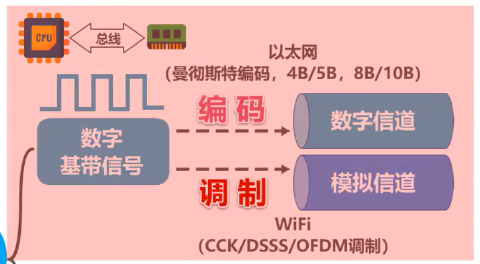 CPU
总线
以太网
(曼彻斯特编码，4B/5B，8B/10B)
编码
数字
基带信号
数字信道
调制
模拟信道
WiFi
(CCK/DSSS/OFDM调制)